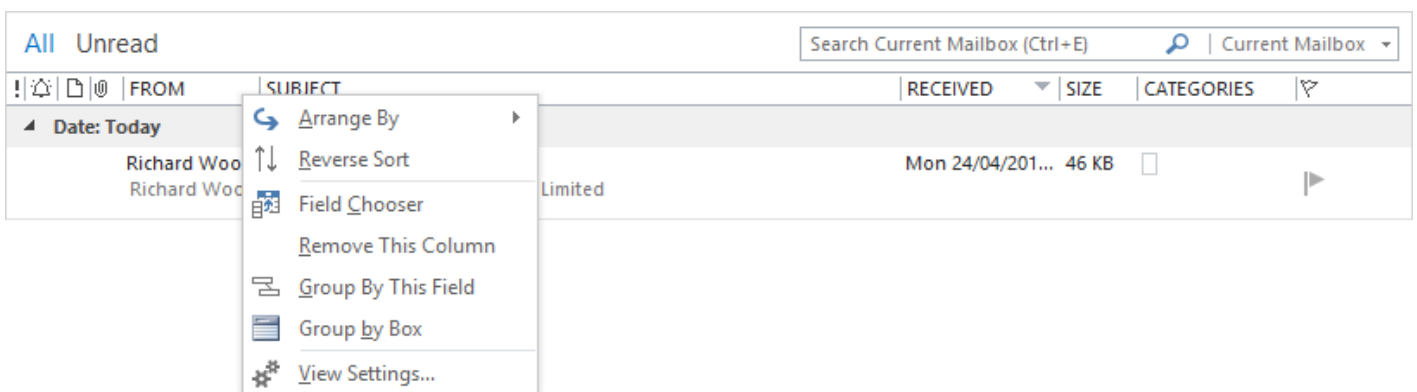 All Unread Search Current Mailbox (Ctrl+E) Current Mailbox
! FROM SUBJECT RECEIVED SIZE CATEGORIES
Date: Today
Richard Woo Mon 24/04/201... 46 KB
Richard Woo Limited
Arrange By
Reverse Sort
Field Chooser
Remove This Column
Group By This Field
Group by Box
View Settings...